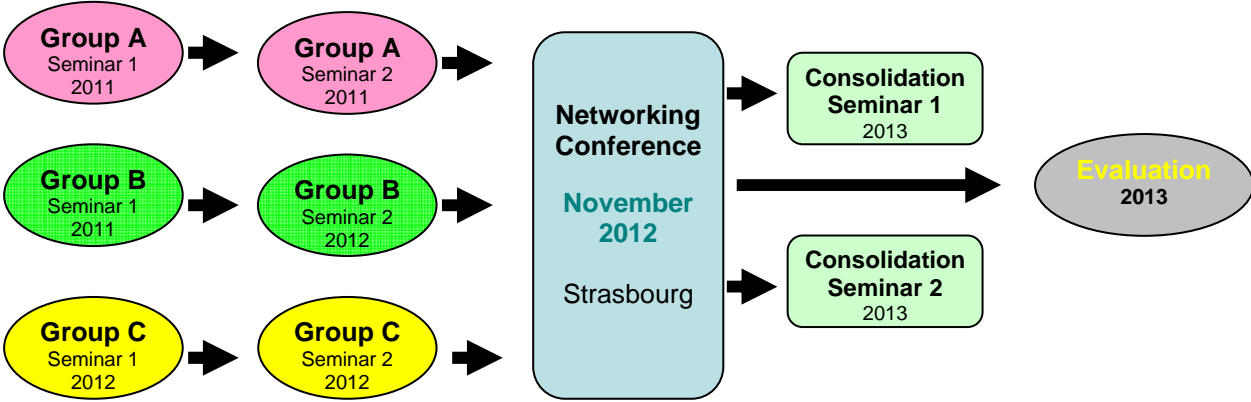 Group A
Seminar 1
2011
Group A
Seminar 2
2011
Group B
Seminar 1
2011
Group B
Seminar 2
2012
Group C
Seminar 1
2012
Group C
Seminar 2
2012
Networking
Conference
November
2012
Strasbourg
Consolidation
Seminar 1
2013
Consolidation
Seminar 2
2013
Evaluation
2013